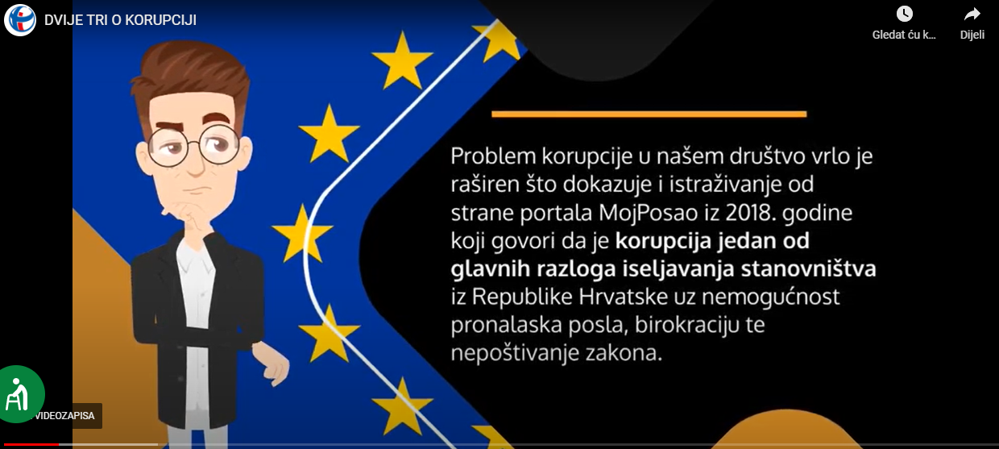 DVIJE TRI O KORUPCIJI
Gledat ću k...
Dijeli
Problem korupcije u našem društvo vrlo je
raširen što dokazuje i istraživanje od
strane portala MojPosao iz 2018. godine
koji govori da je korupcija jedan od
glavnih razloga iseljavanja stanovništva
iz Republike Hrvatske uz nemogućnost
pronalaska posla, birokraciju te
nepoštivanje zakona.
VIDEOZAPISA